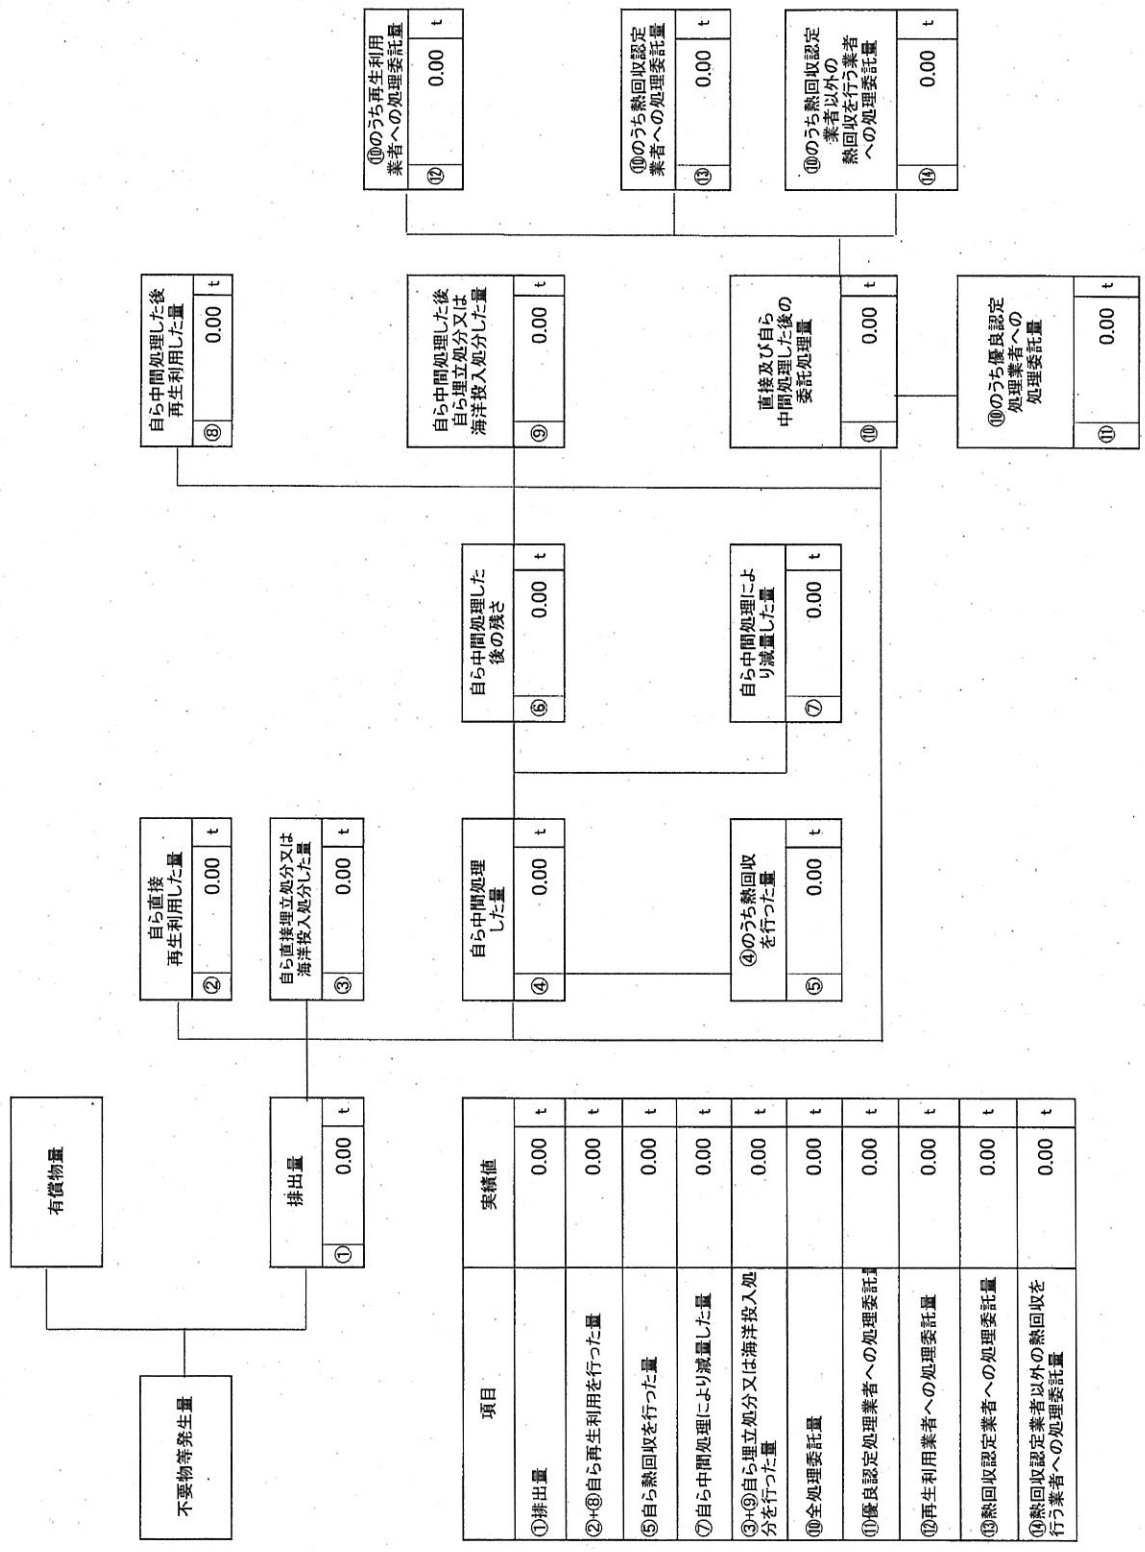 不要物等発生量
有償物量
排出量
① 0.00 t
自ら直接
再生利用した量
② 0.00 t
自ら直接埋立処分又は
海洋投入処分した量
③ 0.00 t
自ら中間処理
した量
④ 0.00 t
④のうち熱回収
を行った量
⑤ 0.00 t
自ら中間処理した
後の残さ
⑥ 0.00 t
自ら中間処理によ
り減量した量
⑦ 0.00 t
自ら中間処理した後
再生利用した量
⑧ 0.00 t
自ら中間処理した後
自ら埋立処分又は
海洋投入処分した量
⑨ 0.00 t
直接及び自ら
中間処理した後の
委託処理量
⑩ 0.00 t
⑩のうち優良認定
処理業者への
処理委託量
⑪ 0.00 t
⑩のうち再生利用
業者への処理委託量
⑫ 0.00 t
⑩のうち熱回収認定
業者への処理委託量
⑬ 0.00 t
⑩のうち熱回収認定
業者以外の
熱回収を行う業者
への処理委託量
⑭ 0.00 t
項目 実績値
①排出量 0.00 t
②+⑧自ら再生利用を行った量 0.00 t
⑤自ら熱回収を行った量 0.00 t
⑦自ら中間処理により減量した量 0.00 t
③+⑨自ら埋立処分又は海洋投入処
分を行った量 0.00 t
⑩全処理委託量 0.00 t
⑪優良認定処理業者への処理委託量 0.00 t
⑫再生利用業者への処理委託量 0.00 t
⑬熱回収認定業者への処理委託量 0.00 t
⑭熱回収認定業者以外の熱回収を
行う業者への処理委託量 0.00 t